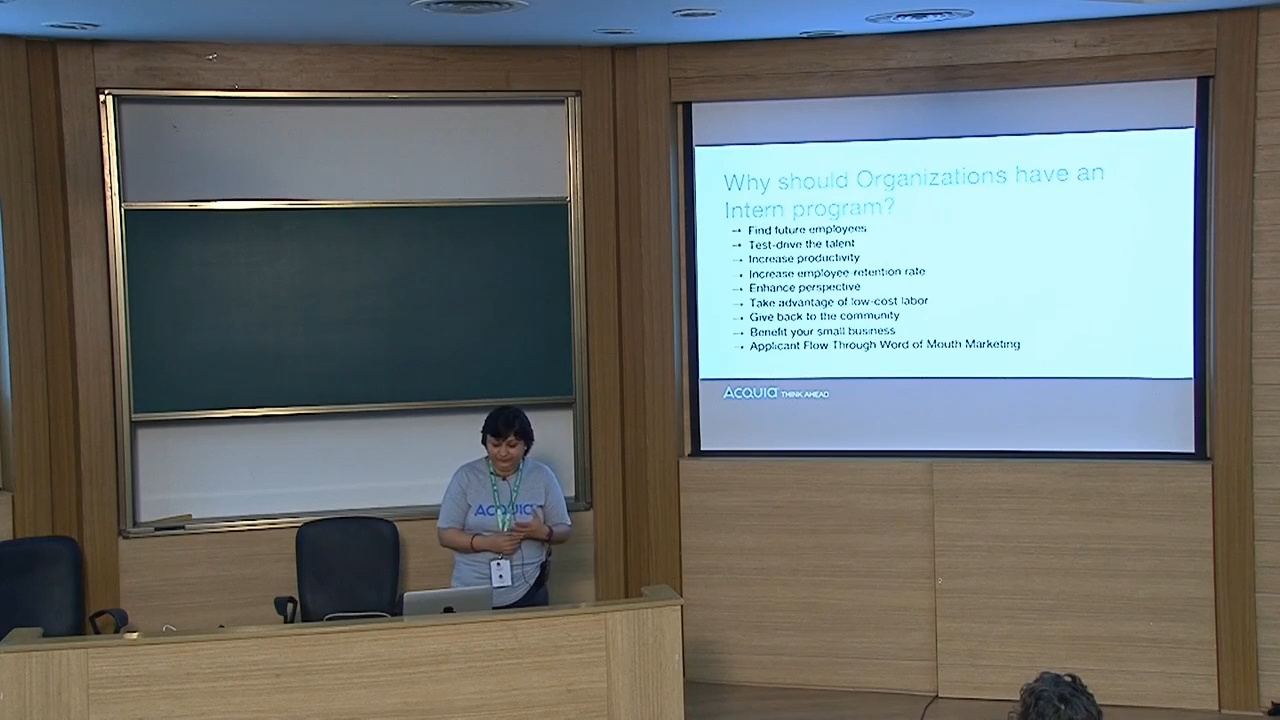 Why should Organizations have an
Intern program?
→ Find future employees
→ Test-drive the talent
→ Increase productivity
→ Increase employee-retention rate
→ Enhance perspective
→ Take advantage of low-cost labor
→ Give back to the community
→ Benefit your small business
→ Applicant Flow Through Word of Mouth Marketing
ACQUIA THINK AHEAD
ACQUIA